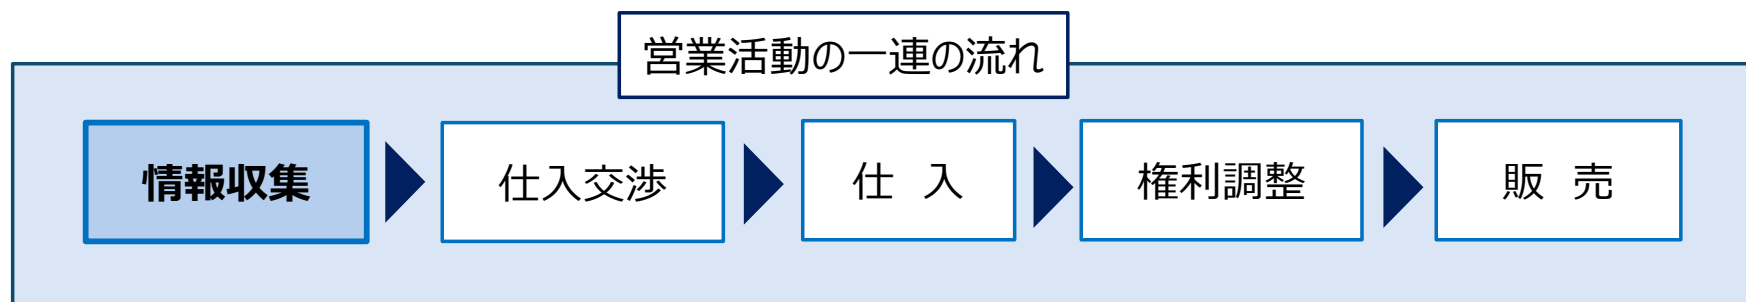 営業活動の一連の流れ
情報収集
仕入交渉
仕 入
権利調整
販 売